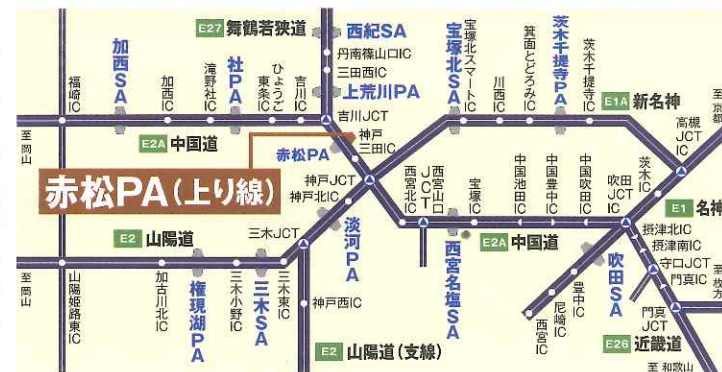 E27 舞鶴若狭道
西紀SA
丹南篠山口IC
三田西IC
上荒川PA
吉川JCT
福崎IC
加西SA
加西IC
滝野社IC
社PA
ひょうご東条IC
吉川IC
E2A 中国道
至岡山
赤松PA
神戸三田IC
赤松PA(上り線)
神戸JCT
神戸北IC
淡河PA
三木JCT
E2 山陽道
至岡山
山陽姫路東IC
加古川北IC
権現湖PA
三木小野IC
三木SA
三木東IC
神戸西IC
E2 山陽道(支線)
宝塚北SA
宝塚北スマートIC
川西IC
箕面とどろみIC
茨木千提寺PA
茨木千提寺IC
E1A 新名神
至京都
高槻JCT
IC
茨木IC
E1 名神
西宮北IC
西宮山口JCT
西宮名塩SA
宝塚IC
中国池田IC
中国豊中IC
中国吹田IC
吹田JCT
IC
E2A 中国道
吹田SA
豊中IC
尼崎IC
西宮IC
摂津北IC
摂津南IC
守口JCT
門真IC
門真JCT
至枚方
E26 近畿道
至 和歌山